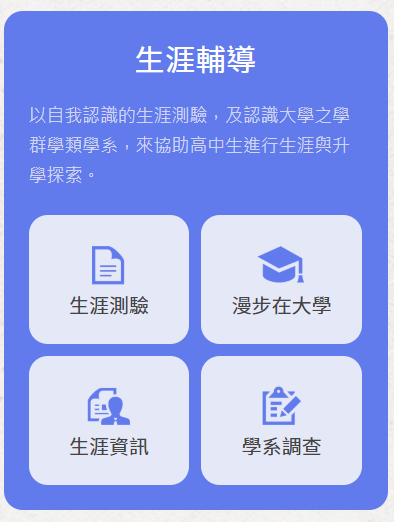 生涯輔導
以自我認識的生涯測驗，及認識大學之學
群學類學系，來協助高中生進行生涯與升
學探索。
生涯測驗
漫步在大學
生涯資訊
學系調查